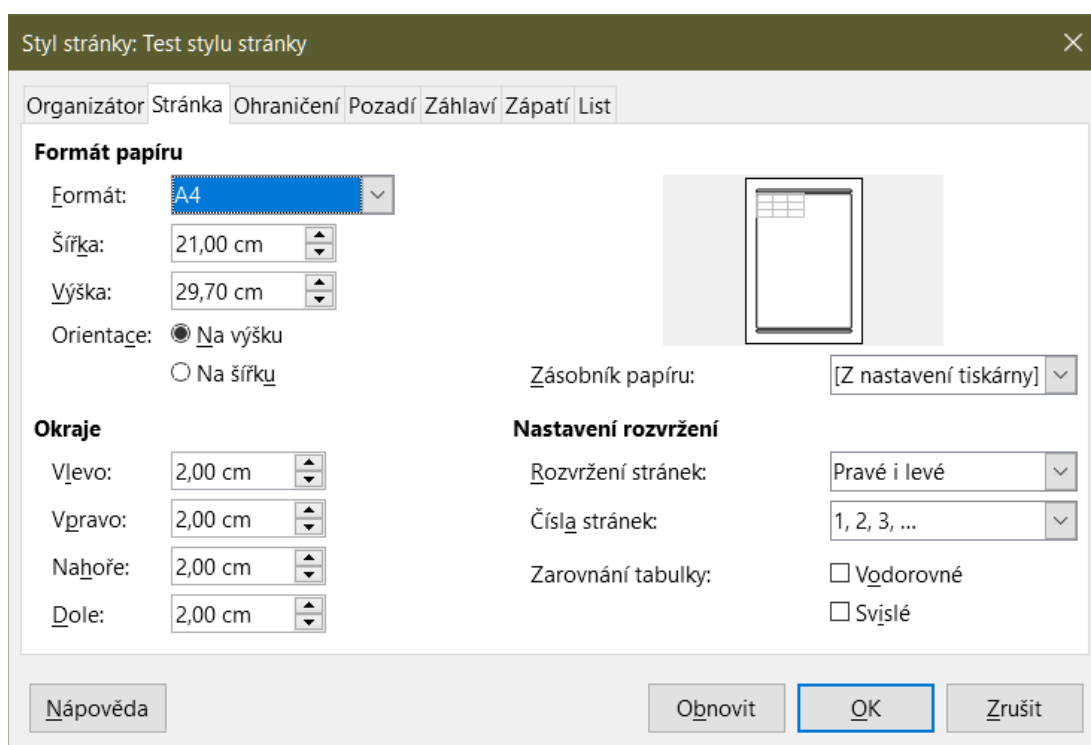 Styl stránky: Test stylu stránky
Organizátor Stránka Ohraničení Pozadí Záhlaví Zápatí List
Formát papíru
Formát: A4
Šířka: 21,00 cm
Výška: 29,70 cm
Orientace: Na výšku
Na šířku
Zásobník papíru: [Z nastavení tiskárny]
Okraje
Vlevo: 2,00 cm
Vpravo: 2,00 cm
Nahoře: 2,00 cm
Dole: 2,00 cm
Nastavení rozvržení
Rozvržení stránek: Pravé i levé
Čísla stránek: 1, 2, 3, ...
Zarovnání tabulky: Vodorovné
Svislé
Nápověda Obnovit OK Zrušit